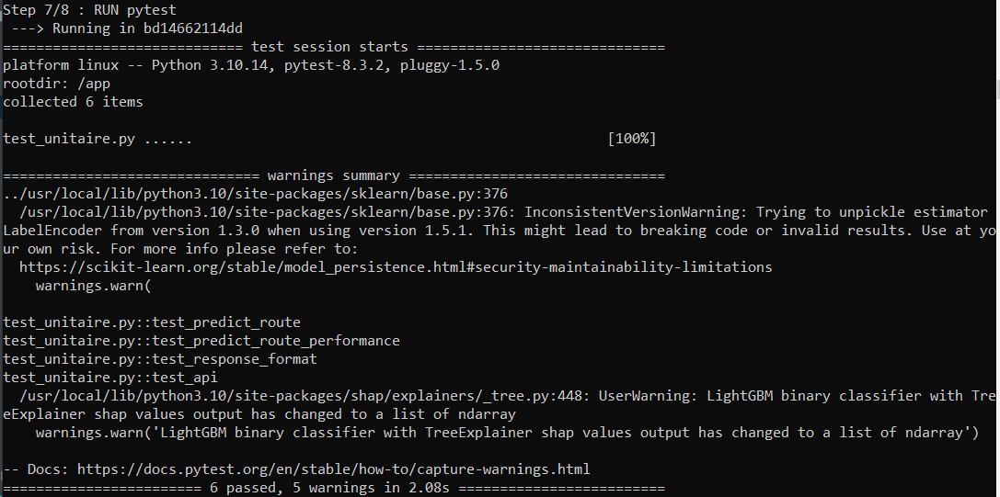 Step 7/8 : RUN pytest
 ---> Running in bd14662114dd
============================= test session starts ==============================
platform linux -- Python 3.10.14, pytest-8.3.2, pluggy-1.5.0
rootdir: /app
collected 6 items

test_unitaire.py ......                                                  [100%]

=============================== warnings summary ===============================
../usr/local/lib/python3.10/site-packages/sklearn/base.py:376
  /usr/local/lib/python3.10/site-packages/sklearn/base.py:376: InconsistentVersionWarning: Trying to unpickle estimator
LabelEncoder from version 1.3.0 when using version 1.5.1. This might lead to breaking code or invalid results. Use at yo
ur own risk. For more info please refer to:
  https://scikit-learn.org/stable/model_persistence.html#security-maintainability-limitations
    warnings.warn(

test_unitaire.py::test_predict_route
test_unitaire.py::test_predict_route_performance
test_unitaire.py::test_response_format
test_unitaire.py::test_api
  /usr/local/lib/python3.10/site-packages/shap/explainers/_tree.py:448: UserWarning: LightGBM binary classifier with Tre
eExplainer shap values output has changed to a list of ndarray
    warnings.warn('LightGBM binary classifier with TreeExplainer shap values output has changed to a list of ndarray')

-- Docs: https://docs.pytest.org/en/stable/how-to/capture-warnings.html
======================== 6 passed, 5 warnings in 2.08s =========================